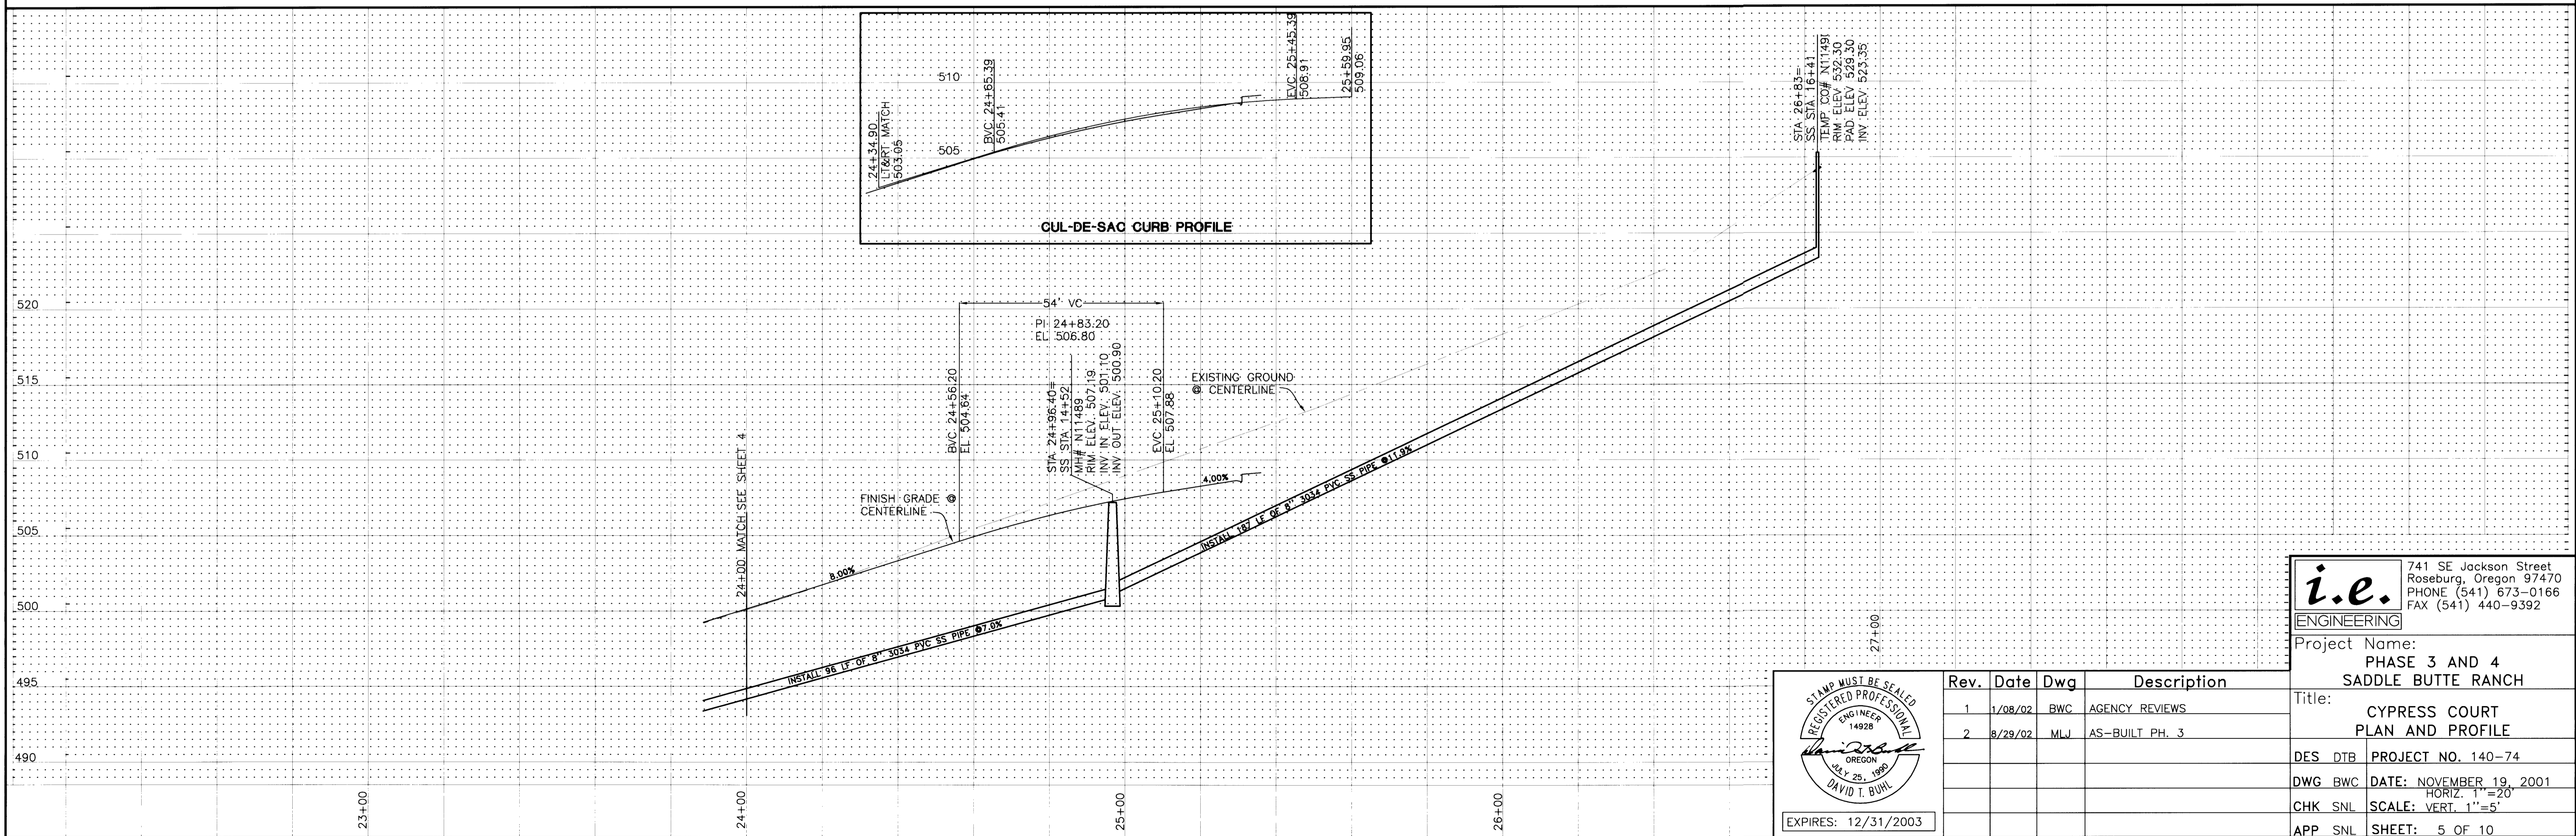 510
505
24+34.90
LT&RT MATCH
503.05
BVC 24+65.39
505.41
EVC 25+45.39
508.91
25+59.95
509.06
CUL-DE-SAC CURB PROFILE
STA 26+83=
SS STA 16+41
TEMP CO# N1149
RIM ELEV 532.30
PAD ELEV 529.30
INV ELEV 523.35
520
515
510
505
500
495
490
54' VC
PI 24+83.20
EL 506.80
BVC 24+56.20
EL 504.64
STA 24+96.40=
SS STA 14+52
MH# N11489
RIM ELEV. 507.19
INV IN ELEV. 501.10
INV OUT ELEV. 500.90
EVC 25+10.20
EL 507.88
EXISTING GROUND
@ CENTERLINE
4.00%
FINISH GRADE @
CENTERLINE
24+00 MATCH SEE SHEET 4
8.00%
INSTALL 187 LF OF 8" 3034 PVC SS PIPE @11.9%
INSTALL 96 LF OF 8" 3034 PVC SS PIPE @7.0%
23+00
24+00
25+00
26+00
27+00
STAMP MUST BE SEALED
REGISTERED PROFESSIONAL
ENGINEER
14928
OREGON
JULY 25, 1990
DAVID T. BUHL
EXPIRES: 12/31/2003
Rev. Date Dwg Description
1 1/08/02 BWC AGENCY REVIEWS
2 8/29/02 MLJ AS-BUILT PH. 3
i.e.
ENGINEERING
741 SE Jackson Street
Roseburg, Oregon 97470
PHONE (541) 673-0166
FAX (541) 440-9392
Project Name:
PHASE 3 AND 4
SADDLE BUTTE RANCH
Title:
CYPRESS COURT
PLAN AND PROFILE
DES DTB PROJECT NO. 140-74
DWG BWC DATE: NOVEMBER 19, 2001
CHK SNL SCALE: HORIZ. 1"=20'
VERT. 1"=5'
APP SNL SHEET: 5 OF 10